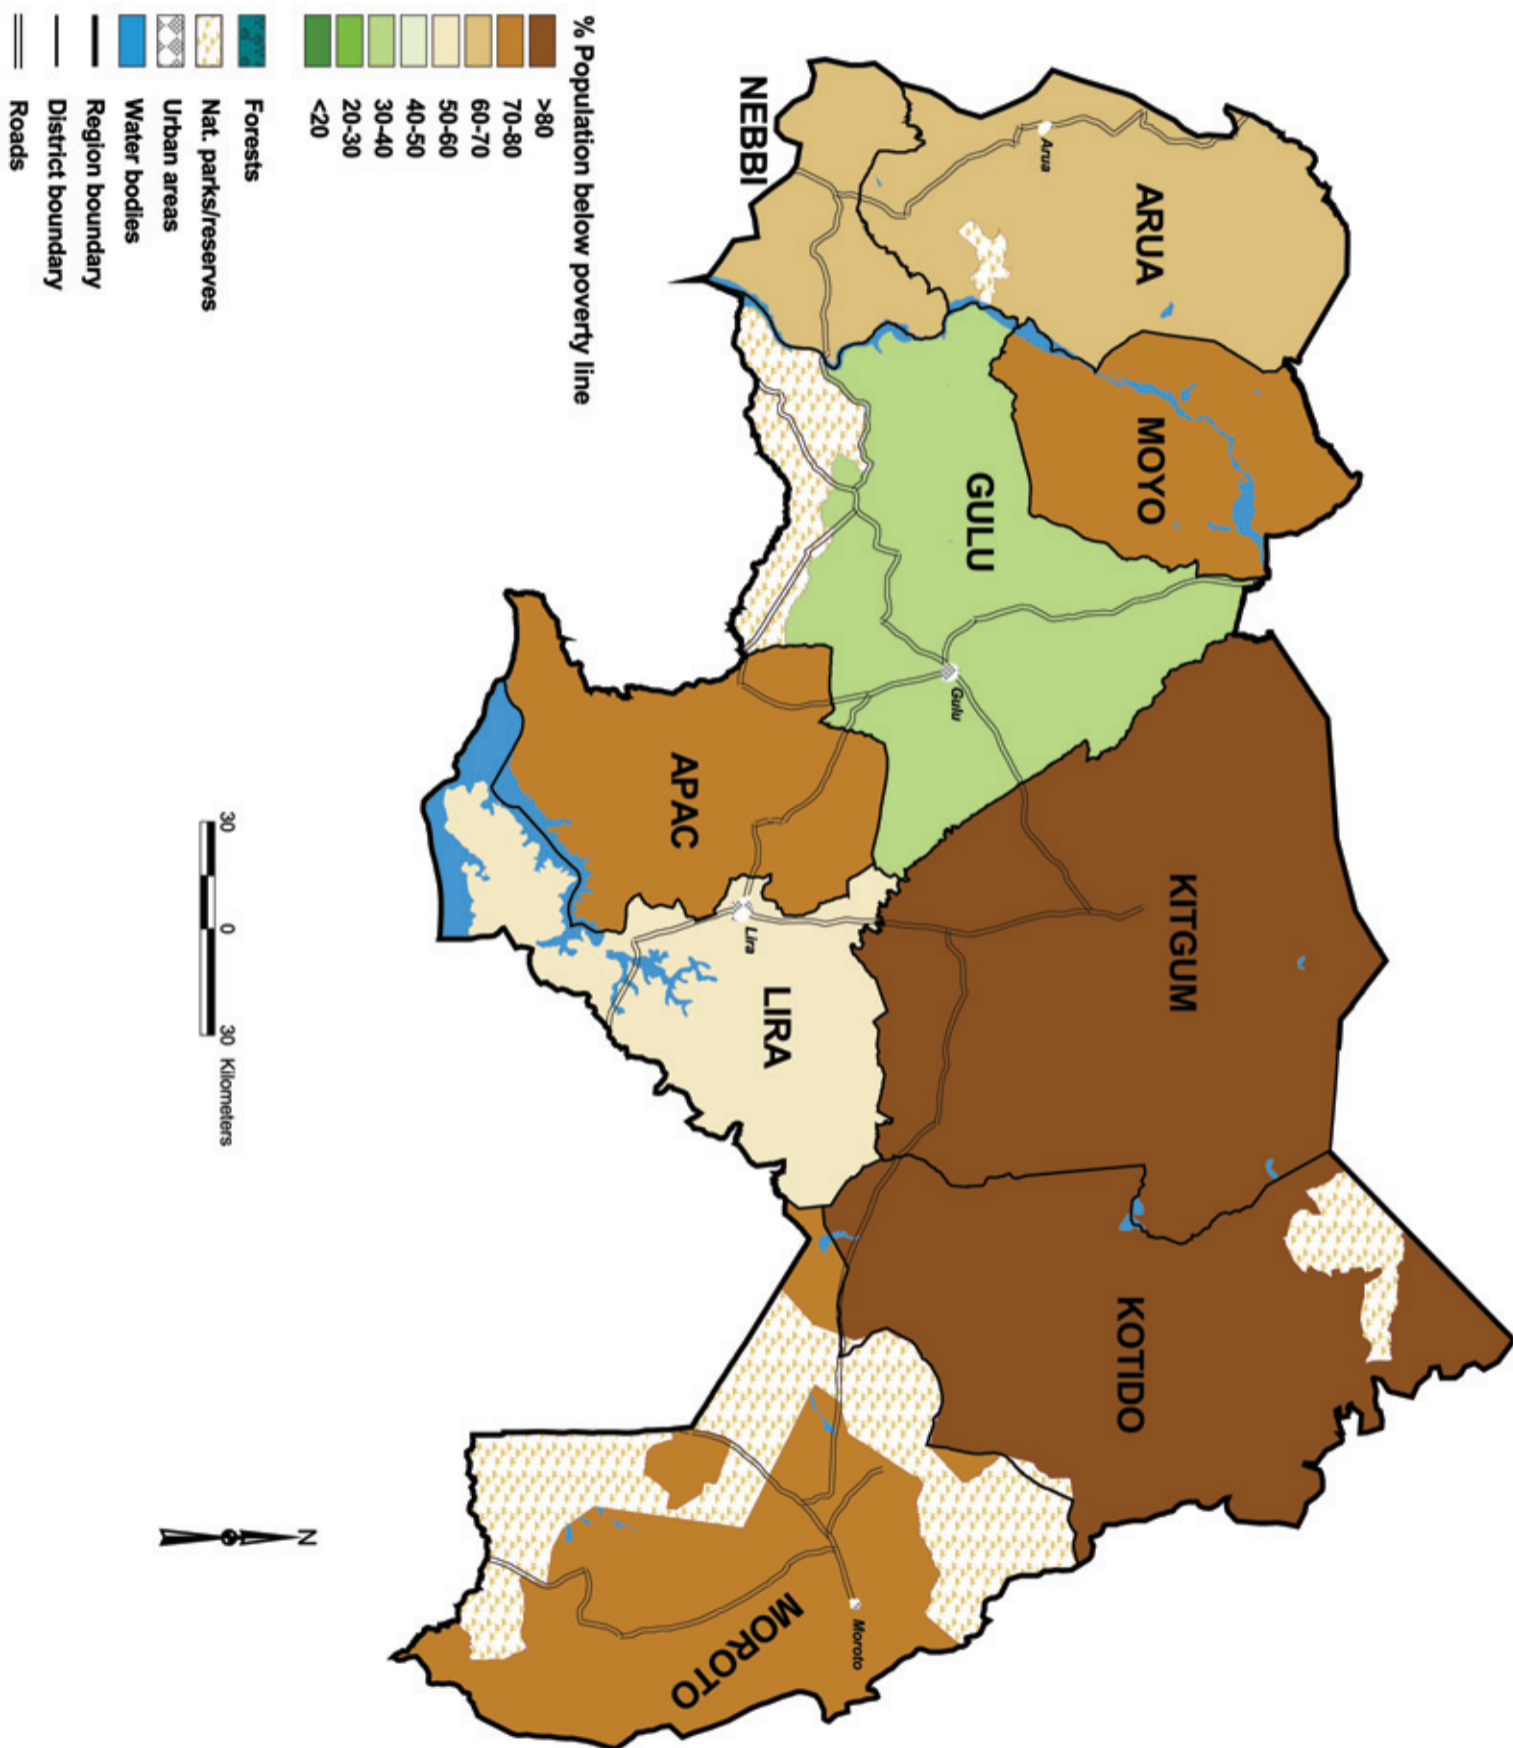 ARUA
Arua
NEBBI
MOYO
GULU
Gulu
KITGUM
APAC
LIRA
Lira
KOTIDO
MOROTO
Moroto
% Population below poverty line
>80
70-80
60-70
50-60
40-50
30-40
20-30
<20
Forests
Nat. parks/reserves
Urban areas
Water bodies
Region boundary
District boundary
Roads
30 0 30 Kilometers
N